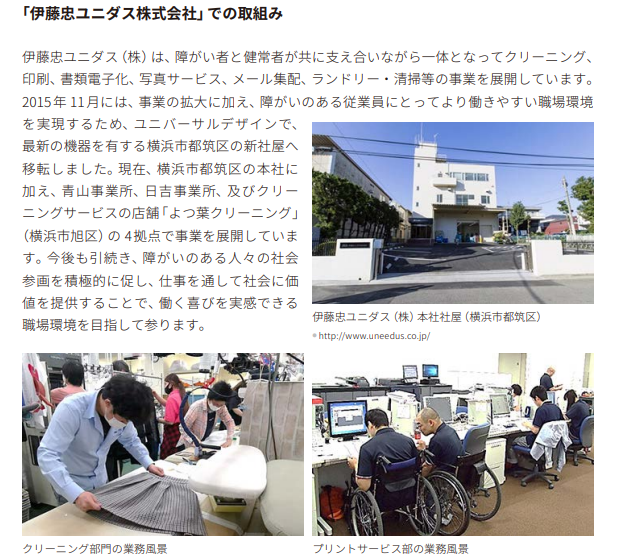 「伊藤忠ユニダス株式会社」での取組み
伊藤忠ユニダス（株）は、障がい者と健常者が共に支え合いながら一体となってクリーニング、
印刷、書類電子化、写真サービス、メール集配、ランドリー・清掃等の事業を展開しています。
2015年11月には、事業の拡大に加え、障がいのある従業員にとってより働きやすい職場環境
を実現するため、ユニバーサルデザインで、
最新の機器を有する横浜市都筑区の新社屋へ
移転しました。現在、横浜市都筑区の本社に
加え、青山事業所、日吉事業所、及びクリー
ニングサービスの店舗「よつ葉クリーニング」
（横浜市旭区）の4拠点で事業を展開していま
す。今後も引続き、障がいのある人々の社会
参画を積極的に促し、仕事を通して社会に価
値を提供することで、働く喜びを実感できる
職場環境を目指して参ります。
伊藤忠ユニダス（株）本社社屋（横浜市都筑区）
* http://www.uneedus.co.jp/
クリーニング部門の業務風景
プリントサービス部の業務風景